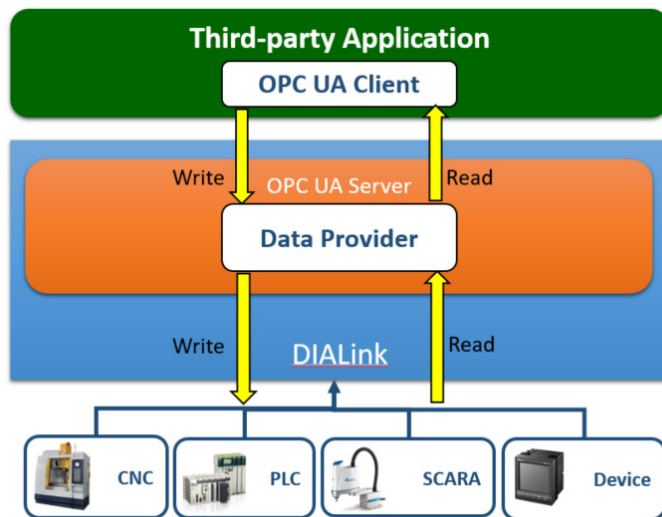 Third-party Application
OPC UA Client
Write
Read
OPC UA Server
Data Provider
Write
Read
DIALink
CNC
PLC
SCARA
Device